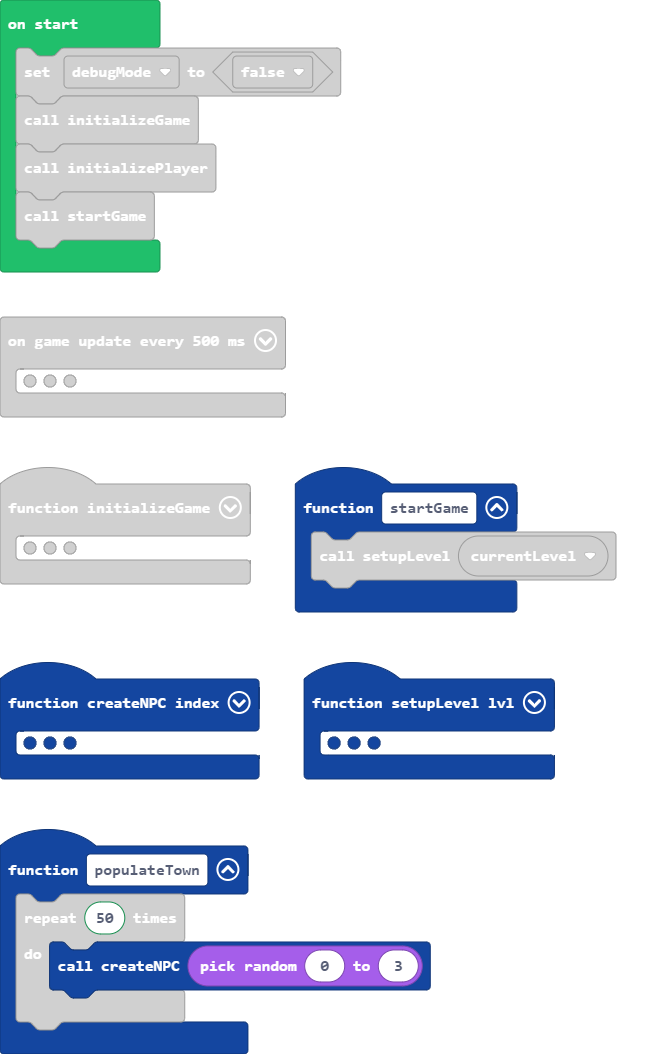 on start
set debugMode to false
call initializeGame
call initializePlayer
call startGame
on game update every 500 ms
function initializeGame
function startGame
call setupLevel currentLevel
function createNPC index
function setupLevel lvl
function populateTown
repeat 50 times
do
call createNPC pick random 0 to 3